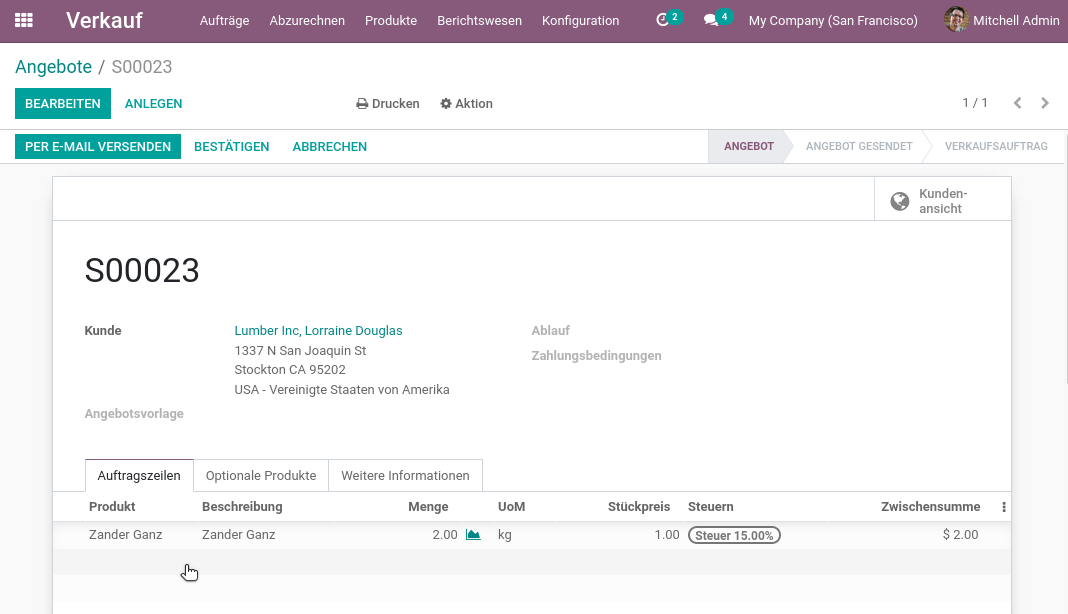 Verkauf Aufträge Abzurechnen Produkte Berichtswesen Konfiguration 2 4 My Company (San Francisco) Mitchell Admin
Angebote / S00023
BEARBEITEN ANLEGEN Drucken Aktion 1 / 1
PER E-MAIL VERSENDEN BESTÄTIGEN ABBRECHEN ANGEBOT ANGEBOT GESENDET VERKAUFSAUFTRAG
Kunden-
ansicht
S00023
Kunde Lumber Inc, Lorraine Douglas Ablauf
1337 N San Joaquin St
Zahlungsbedingungen
Stockton CA 95202
USA - Vereinigte Staaten von Amerika
Angebotsvorlage
Auftragszeilen Optionale Produkte Weitere Informationen
Produkt Beschreibung Menge UoM Stückpreis Steuern Zwischensumme
Zander Ganz Zander Ganz 2.00 kg 1.00 Steuer 15.00% $ 2.00